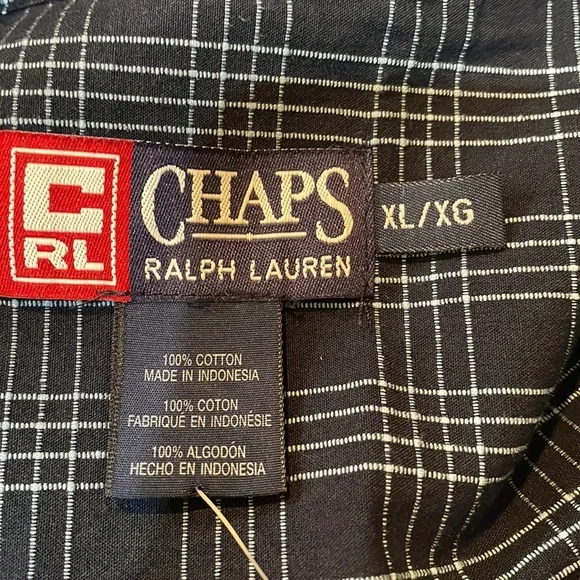 C
RL
CHAPS
RALPH LAUREN
XL/XG
100% COTTON
MADE IN INDONESIA
100% COTON
FABRIQUÉ EN INDONÉSIE
100% ALGODÓN
HECHO EN INDONESIA